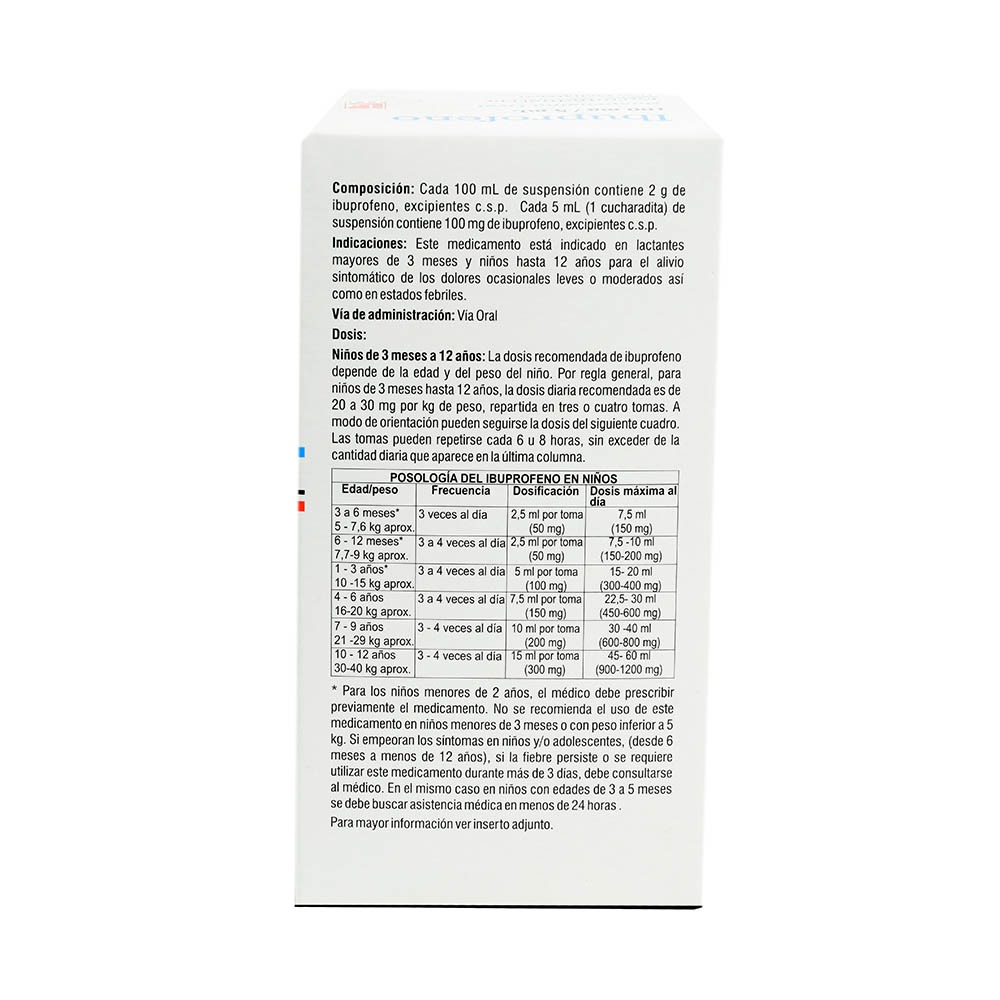 Ibuprofeno
100 mg / 5 mL
Composición: Cada 100 mL de suspensión contiene 2 g de
ibuprofeno, excipientes c.s.p. Cada 5 mL (1 cucharadita) de
suspensión contiene 100 mg de ibuprofeno, excipientes c.s.p.
Indicaciones: Este medicamento está indicado en lactantes
mayores de 3 meses y niños hasta 12 años para el alivio
sintomático de los dolores ocasionales leves o moderados así
como en estados febriles.
Vía de administración: Vía Oral
Dosis:
Niños de 3 meses a 12 años: La dosis recomendada de ibuprofeno
depende de la edad y del peso del niño. Por regla general, para
niños de 3 meses hasta 12 años, la dosis diaria recomendada es de
20 a 30 mg por kg de peso, repartida en tres o cuatro tomas. A
modo de orientación pueden seguirse la dosis del siguiente cuadro.
Las tomas pueden repetirse cada 6 u 8 horas, sin exceder de la
cantidad diaria que aparece en la última columna.
POSOLOGÍA DEL IBUPROFENO EN NIÑOS
Edad/peso Frecuencia Dosificación Dosis máxima al
día
3 a 6 meses* 3 veces al día 2,5 ml por toma 7,5 ml
5 - 7,6 kg aprox. (50 mg) (150 mg)
6 - 12 meses* 3 a 4 veces al día 2,5 ml por toma 7,5 -10 ml
7,7-9 kg aprox. (50 mg) (150-200 mg)
1 - 3 años* 3 a 4 veces al día 5 ml por toma 15- 20 ml
10 -15 kg aprox. (100 mg) (300-400 mg)
4 - 6 años 3 a 4 veces al día 7,5 ml por toma 22,5- 30 ml
16-20 kg aprox. (150 mg) (450-600 mg)
7 - 9 años 3 - 4 veces al día 10 ml por toma 30 -40 ml
21 -29 kg aprox. (200 mg) (600-800 mg)
10 - 12 años 3 - 4 veces al día 15 ml por toma 45- 60 ml
30-40 kg aprox. (300 mg) (900-1200 mg)
* Para los niños menores de 2 años, el médico debe prescribir
previamente el medicamento. No se recomienda el uso de este
medicamento en niños menores de 3 meses o con peso inferior a 5
kg. Si empeoran los síntomas en niños y/o adolescentes, (desde 6
meses a menos de 12 años), si la fiebre persiste o se requiere
utilizar este medicamento durante más de 3 días, debe consultarse
al médico. En el mismo caso en niños con edades de 3 a 5 meses
se debe buscar asistencia médica en menos de 24 horas .
Para mayor información ver inserto adjunto.